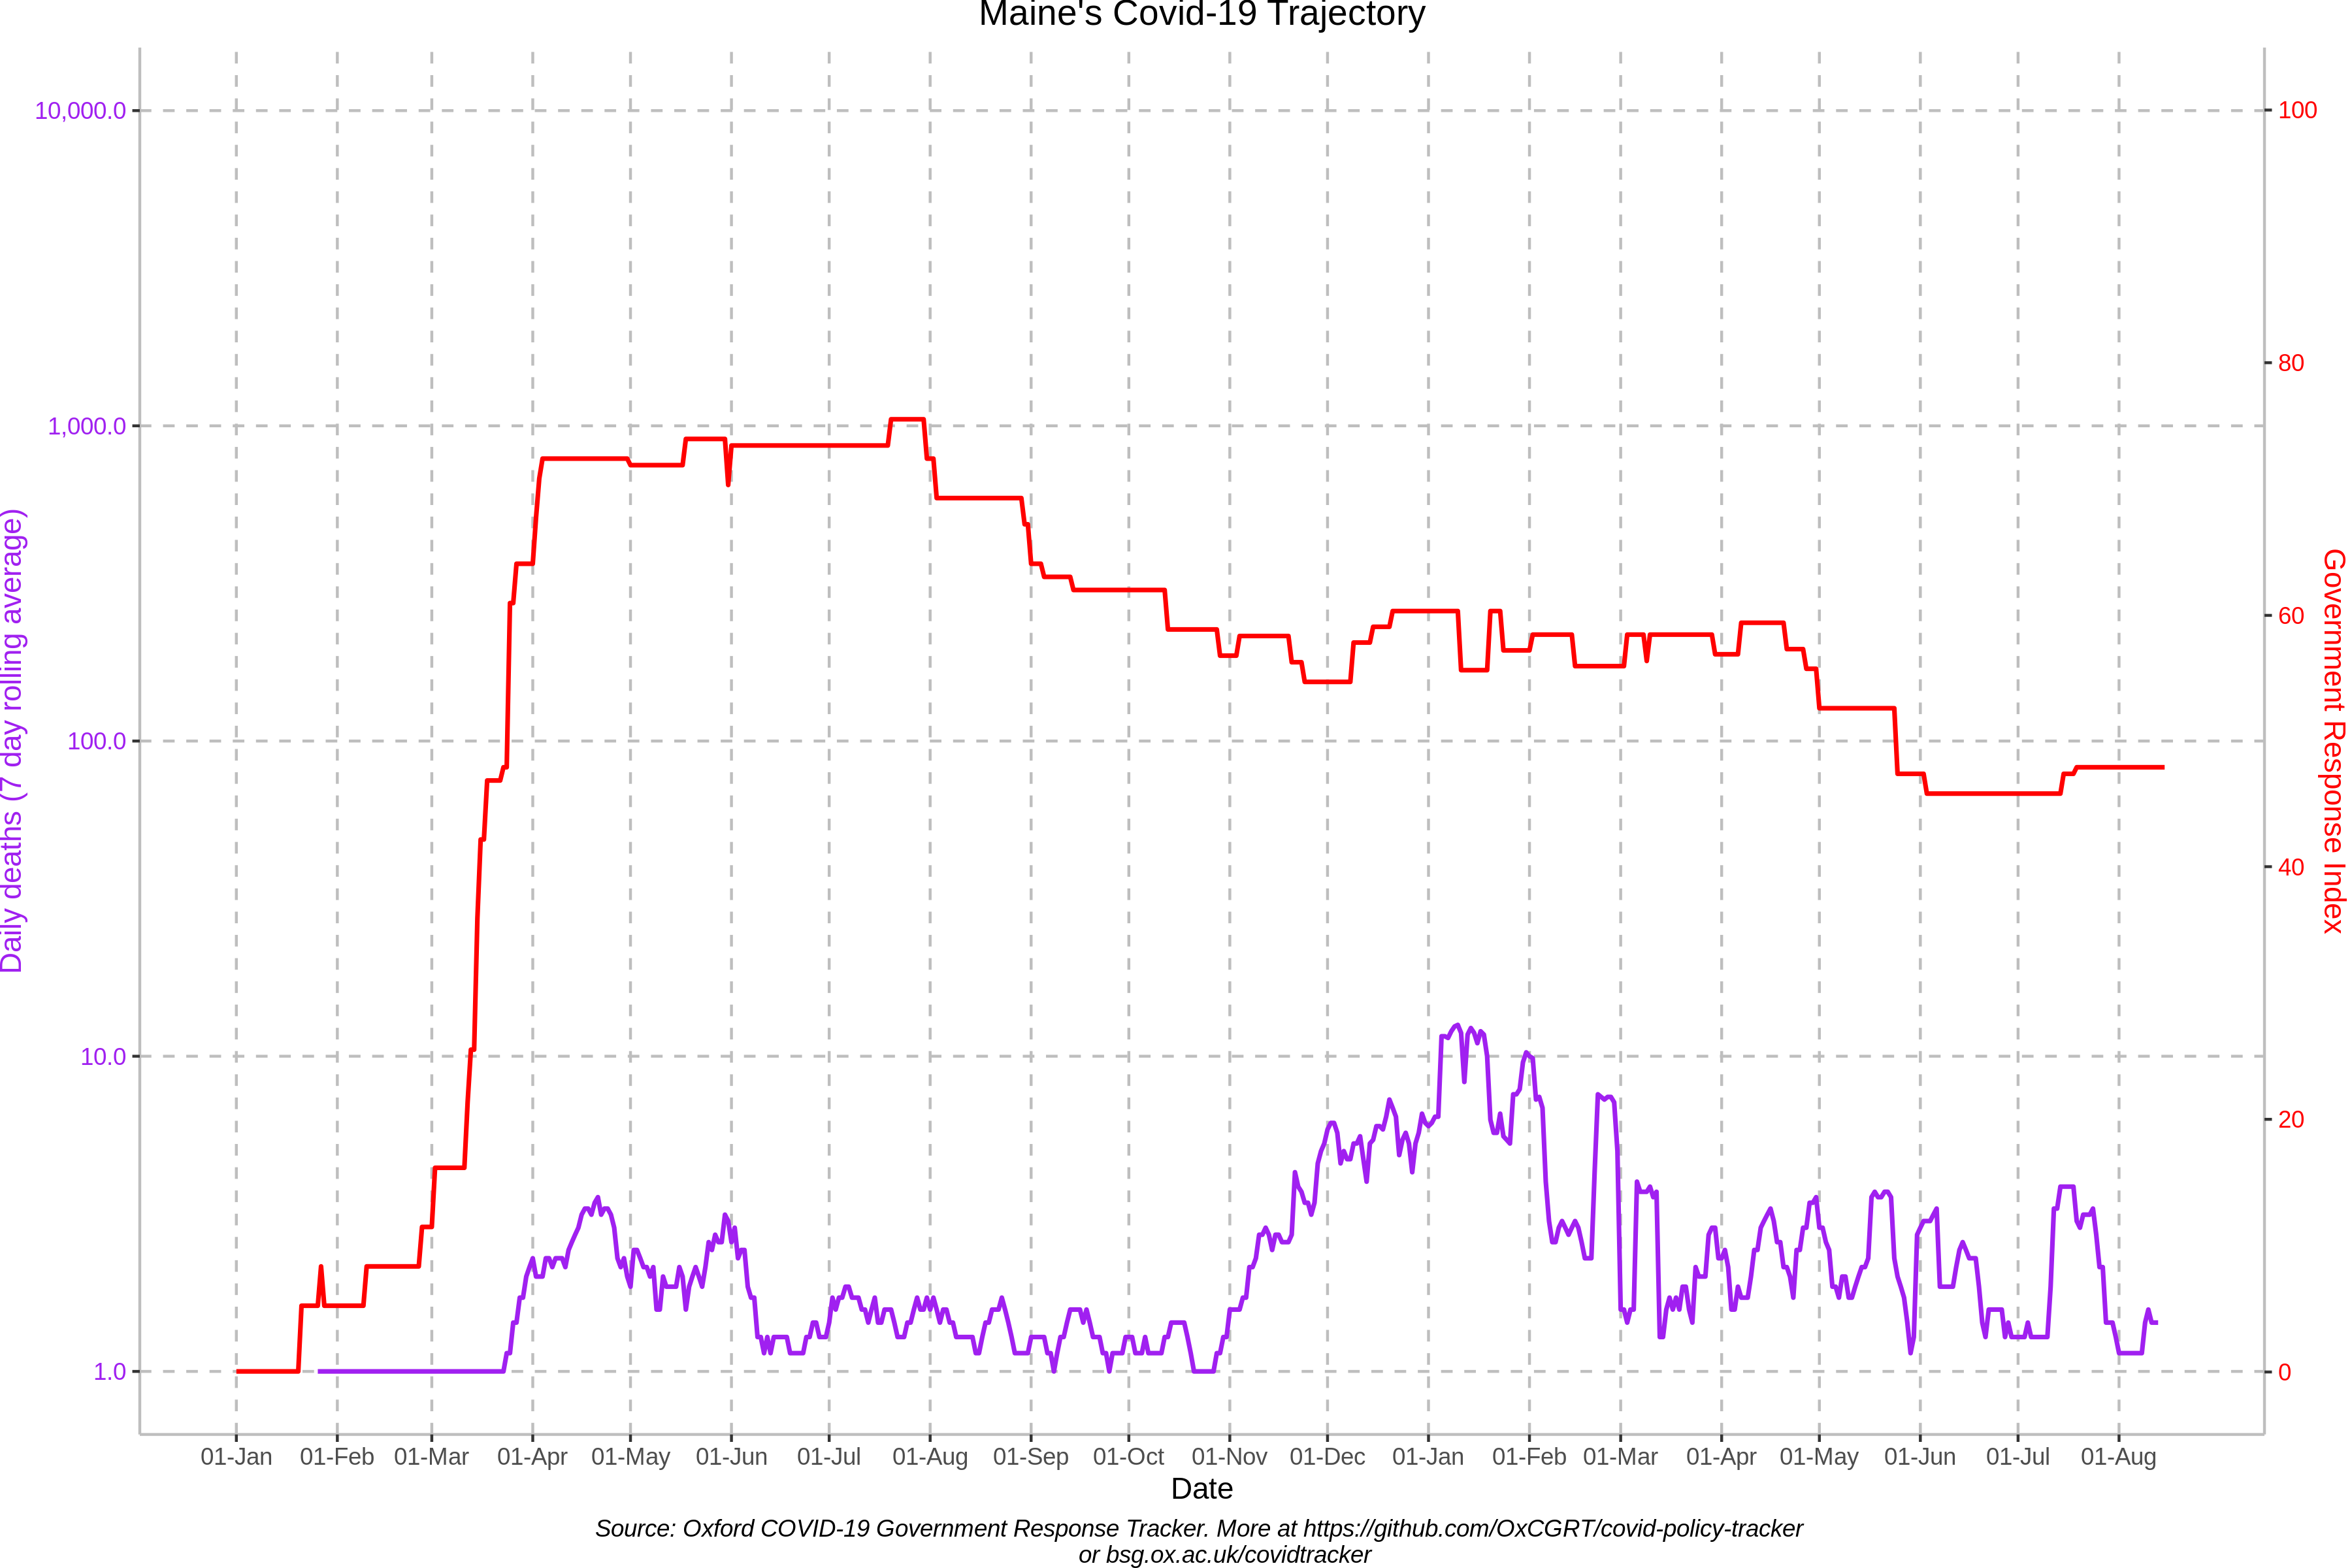 Maine's Covid-19 Trajectory
10,000.0
1,000.0
100.0
10.0
1.0
Daily deaths (7 day rolling average)
100
80
60
40
20
0
Government Response Index
01-Jan 01-Feb 01-Mar 01-Apr 01-May 01-Jun 01-Jul 01-Aug 01-Sep 01-Oct 01-Nov 01-Dec 01-Jan 01-Feb 01-Mar 01-Apr 01-May 01-Jun 01-Jul 01-Aug
Date
Source: Oxford COVID-19 Government Response Tracker. More at https://github.com/OxCGRT/covid-policy-tracker
or bsg.ox.ac.uk/covidtracker